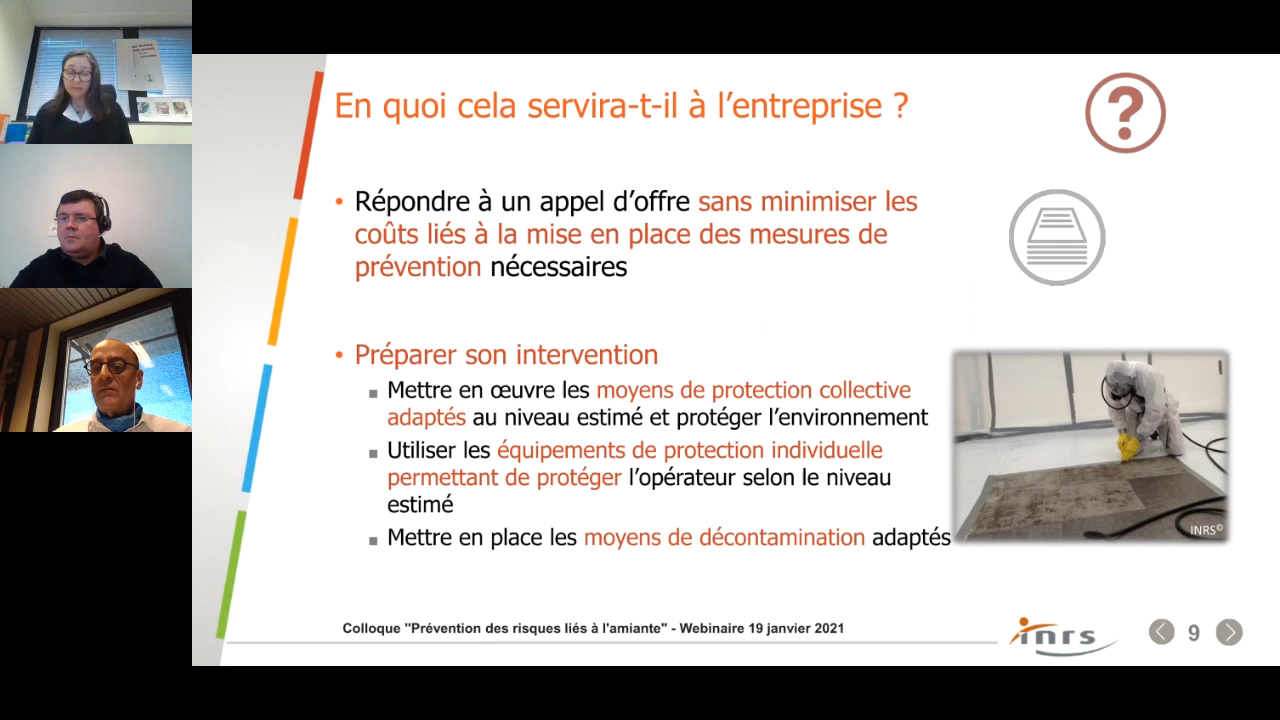 En quoi cela servira-t-il à l’entreprise ?
?
• Répondre à un appel d’offre sans minimiser les
coûts liés à la mise en place des mesures de
prévention nécessaires
• Préparer son intervention
▪ Mettre en œuvre les moyens de protection collective
adaptés au niveau estimé et protéger l’environnement
▪ Utiliser les équipements de protection individuelle
permettant de protéger l’opérateur selon le niveau
estimé
▪ Mettre en place les moyens de décontamination adaptés
INRS©
Colloque "Prévention des risques liés à l'amiante" - Webinaire 19 janvier 2021
inrs
9